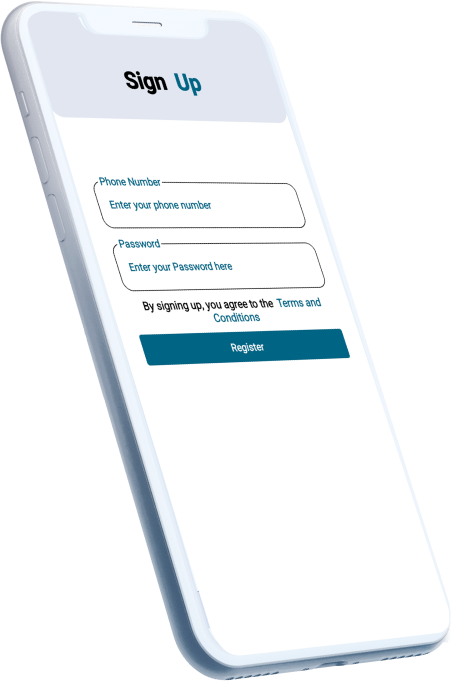 Sign Up
Phone Number
Enter your phone number
Password
Enter your Password here
By signing up, you agree to the Terms and
Conditions
Register